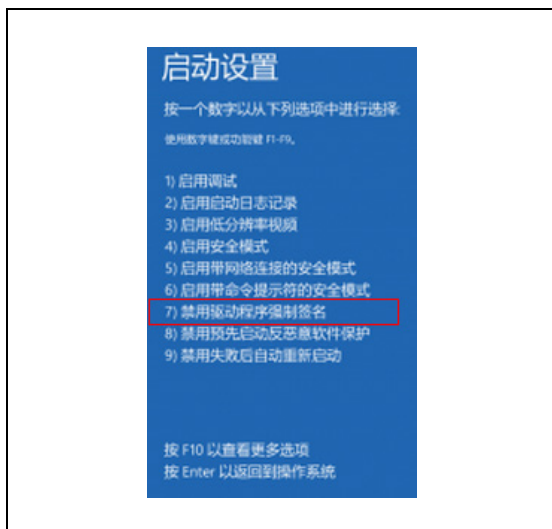 启动设置
按一个数字以从下列选项中进行选择:
使用数字键或功能键 F1-F9。
1) 启用调试
2) 启用启动日志记录
3) 启用低分辨率视频
4) 启用安全模式
5) 启用带网络连接的安全模式
6) 启用带命令提示符的安全模式
7) 禁用驱动程序强制签名
8) 禁用预先启动反恶意软件保护
9) 禁用失败后自动重新启动
按 F10 以查看更多选项
按 Enter 以返回到操作系统